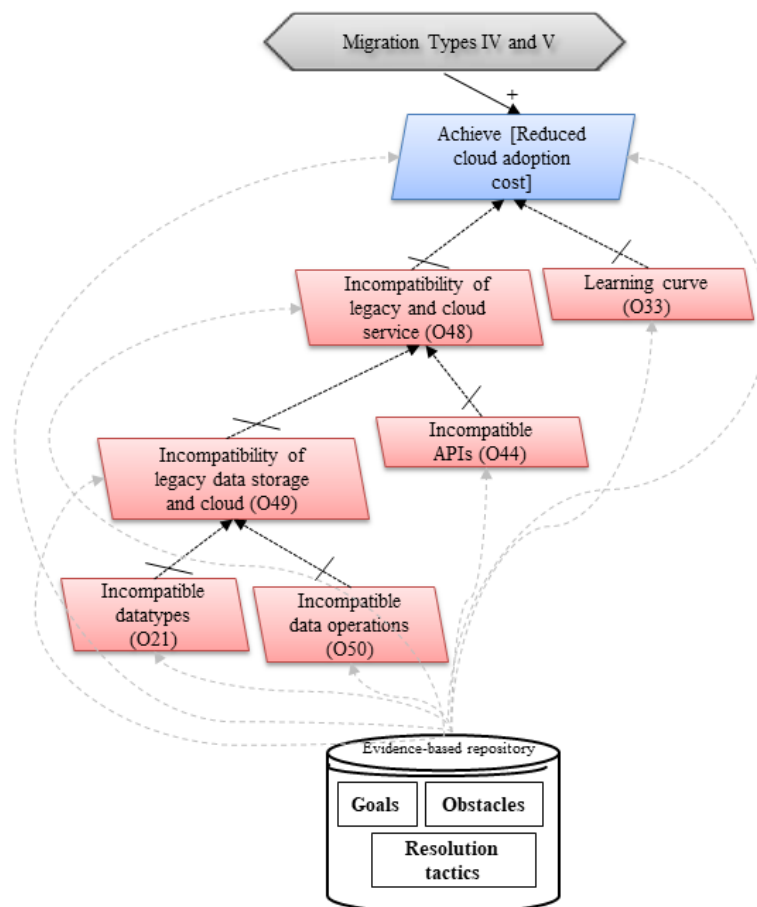 Migration Types IV and V
+
Achieve [Reduced
cloud adoption
cost]
Incompatibility of
legacy and cloud
service (O48)
Learning curve
(O33)
Incompatibility of
legacy data storage
and cloud (O49)
Incompatible
APIs (O44)
Incompatible
datatypes
(O21)
Incompatible
data operations
(O50)
Evidence-based repository
Goals
Obstacles
Resolution
tactics